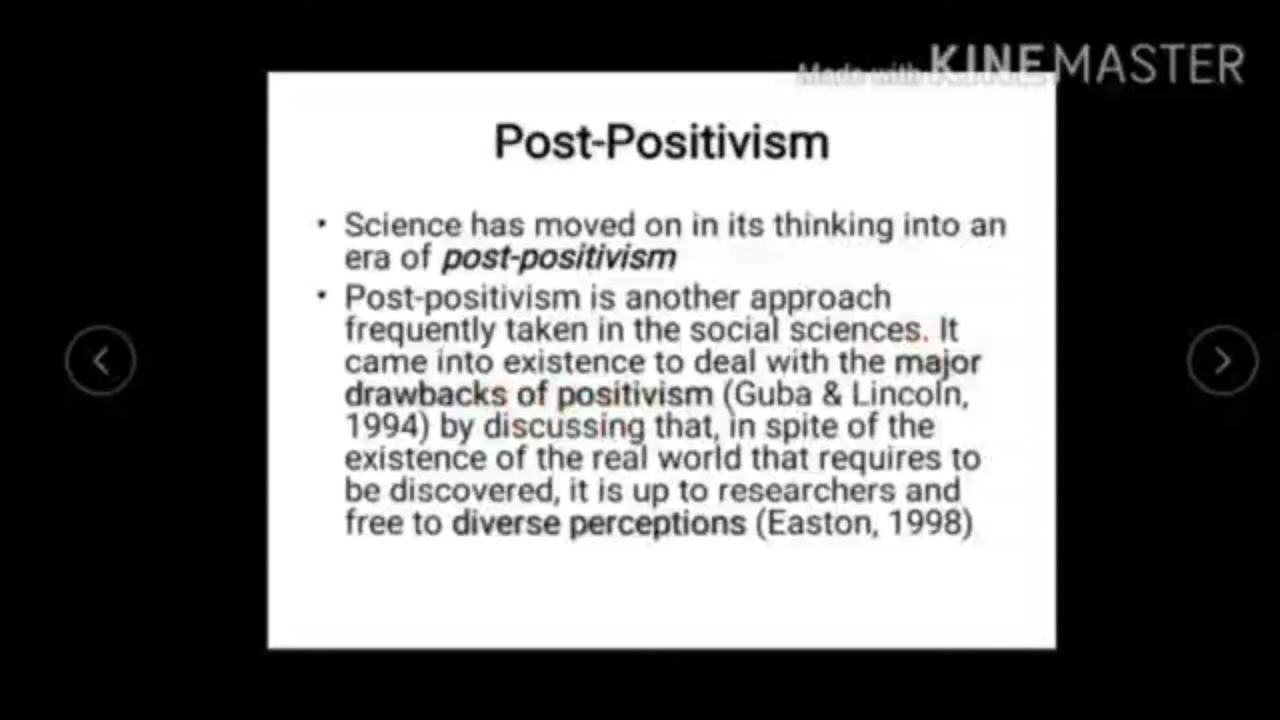 Made with KINEMASTER
Post-Positivism
• Science has moved on in its thinking into an
era of post-positivism
• Post-positivism is another approach
frequently taken in the social sciences. It
came into existence to deal with the major
drawbacks of positivism (Guba & Lincoln,
1994) by discussing that, in spite of the
existence of the real world that requires to
be discovered, it is up to researchers and
free to diverse perceptions (Easton, 1998)